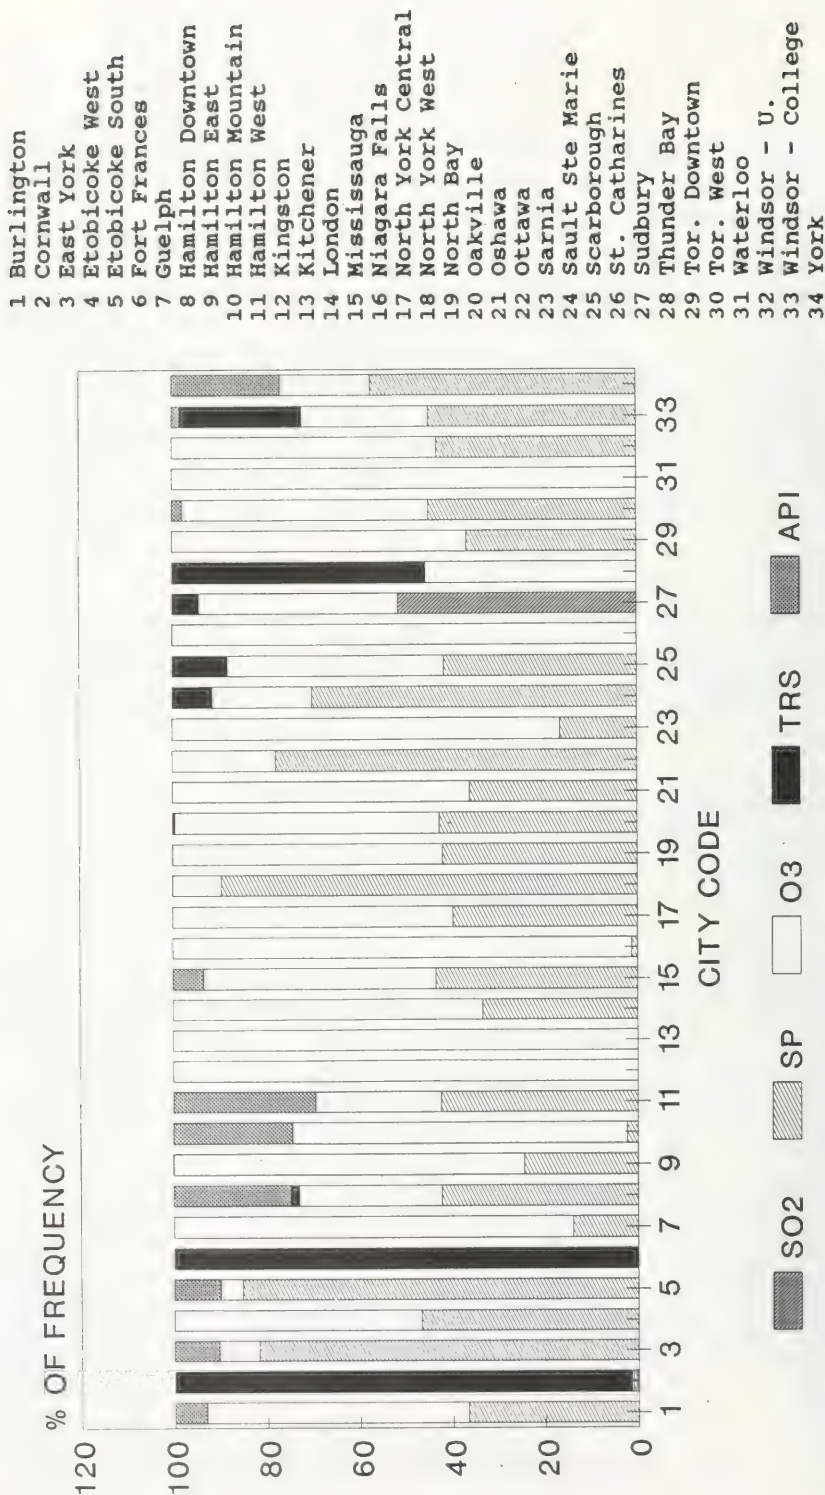 % OF FREQUENCY
120
100
80
60
40
20
0
1 3 5 7 9 11 13 15 17 19 21 23 25 27 29 31 33
CITY CODE
SO2 SP O3 TRS API
1 Burlington
2 Cornwall
3 East York
4 Etobicoke West
5 Etobicoke South
6 Fort Frances
7 Guelph
8 Hamilton Downtown
9 Hamilton East
10 Hamilton Mountain
11 Hamilton West
12 Kingston
13 Kitchener
14 London
15 Mississauga
16 Niagara Falls
17 North York Central
18 North York West
19 North Bay
20 Oakville
21 Oshawa
22 Ottawa
23 Sarnia
24 Sault Ste Marie
25 Scarborough
26 St. Catharines
27 Sudbury
28 Thunder Bay
29 Tor. Downtown
30 Tor. West
31 Waterloo
32 Windsor - U.
33 Windsor - College
34 York